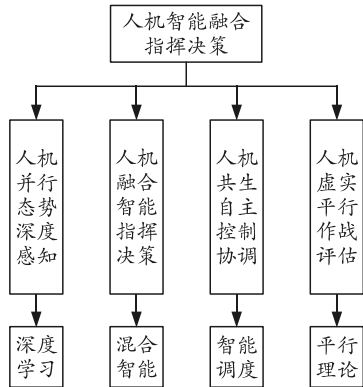 人机智能融合
指挥决策
人机
并行
态势
深度
感知
人机
融合
智能
指挥
决策
人机
共生
自主
控制
协调
人机
虚实
平行
作战
评估
深度
学习
混合
智能
智能
调度
平行
理论